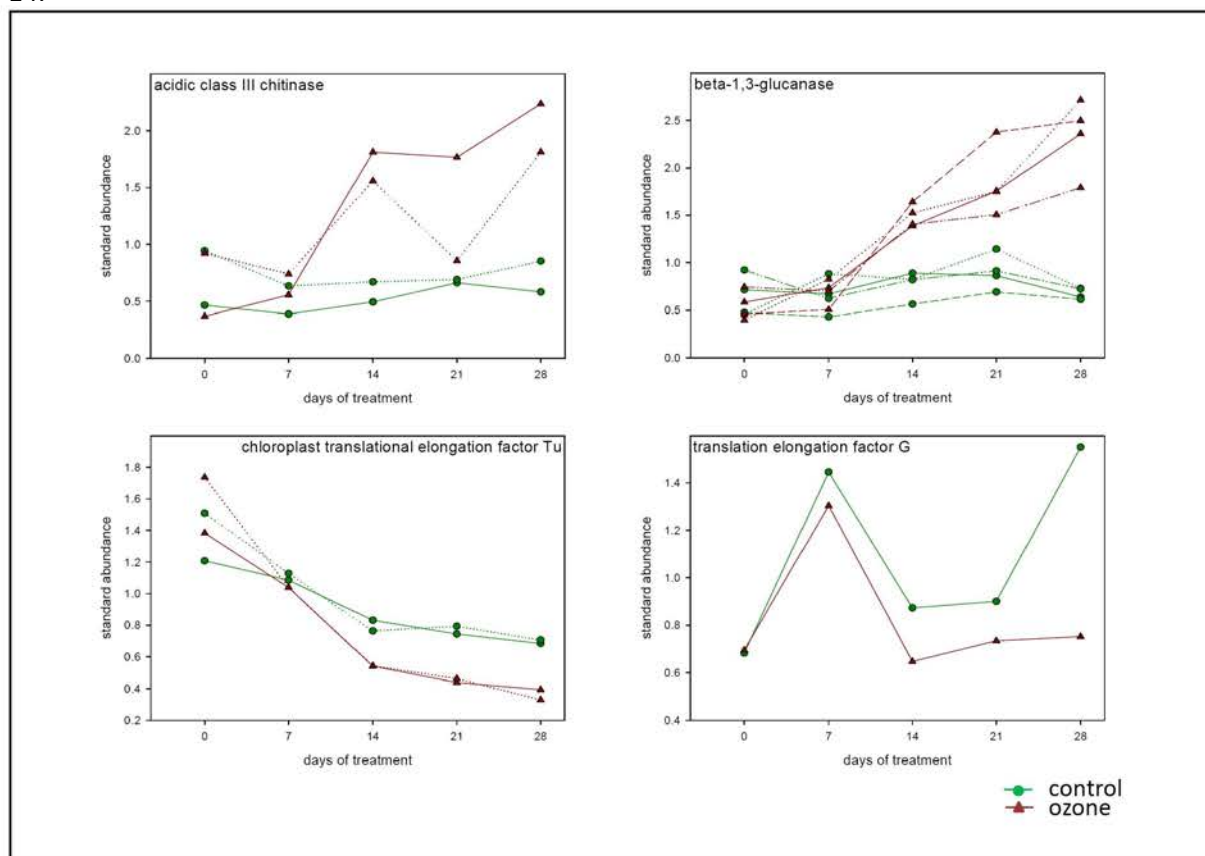 acidic class III chitinase
standard abundance
2.0
1.5
1.0
0.5
0.0
0 7 14 21 28
days of treatment
beta-1,3-glucanase
standard abundance
2.5
2.0
1.5
1.0
0.5
0.0
0 7 14 21 28
days of treatment
chloroplast translational elongation factor Tu
standard abundance
1.8
1.6
1.4
1.2
1.0
0.8
0.6
0.4
0.2
0 7 14 21 28
days of treatment
translation elongation factor G
standard abundance
1.4
1.2
1.0
0.8
0.6
0.4
0 7 14 21 28
days of treatment
control
ozone